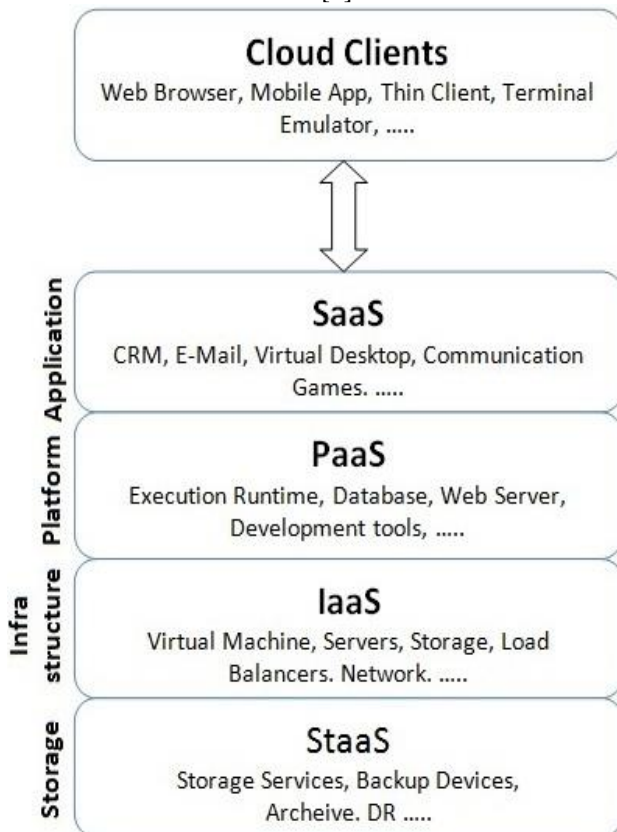 Cloud Clients
Web Browser, Mobile App, Thin Client, Terminal
Emulator, .....
Application
SaaS
CRM, E-Mail, Virtual Desktop, Communication
Games. .....
Platform
PaaS
Execution Runtime, Database, Web Server,
Development tools, .....
Infra
structure
IaaS
Virtual Machine, Servers, Storage, Load
Balancers. Network. .....
Storage
StaaS
Storage Services, Backup Devices,
Archeive. DR .....